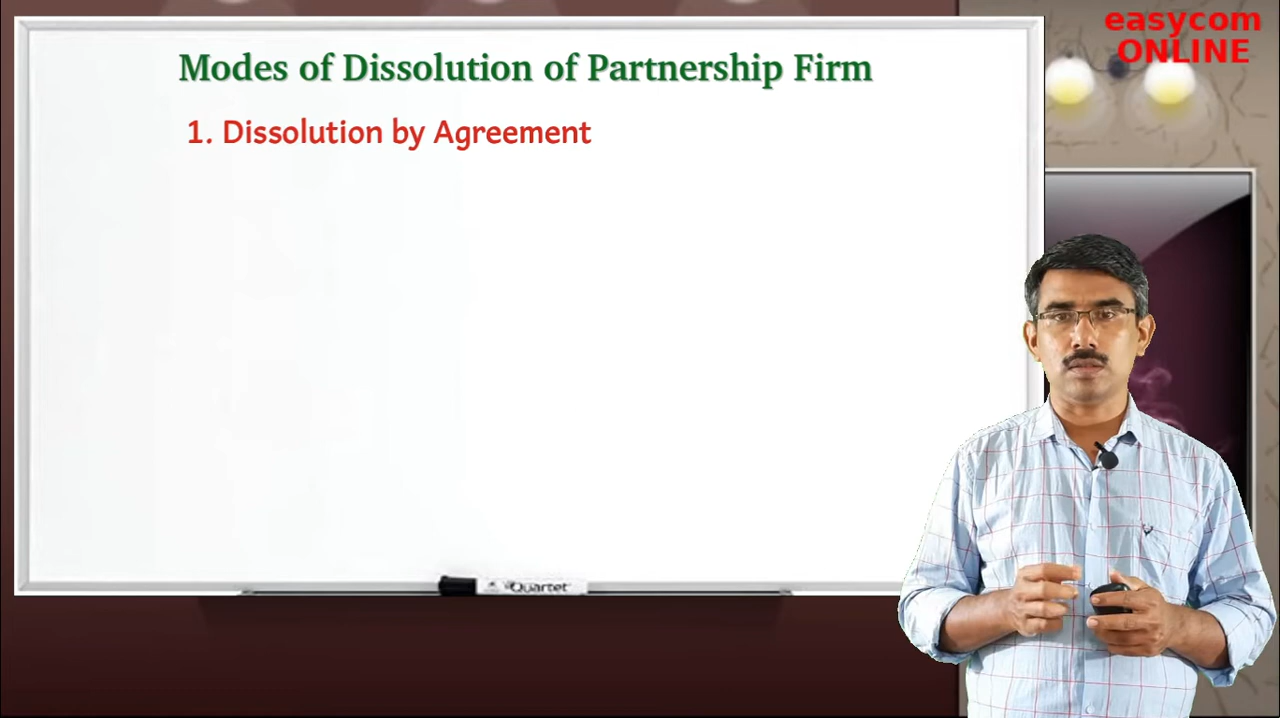 easycom
ONLINE
Modes of Dissolution of Partnership Firm
1. Dissolution by Agreement
Quartet